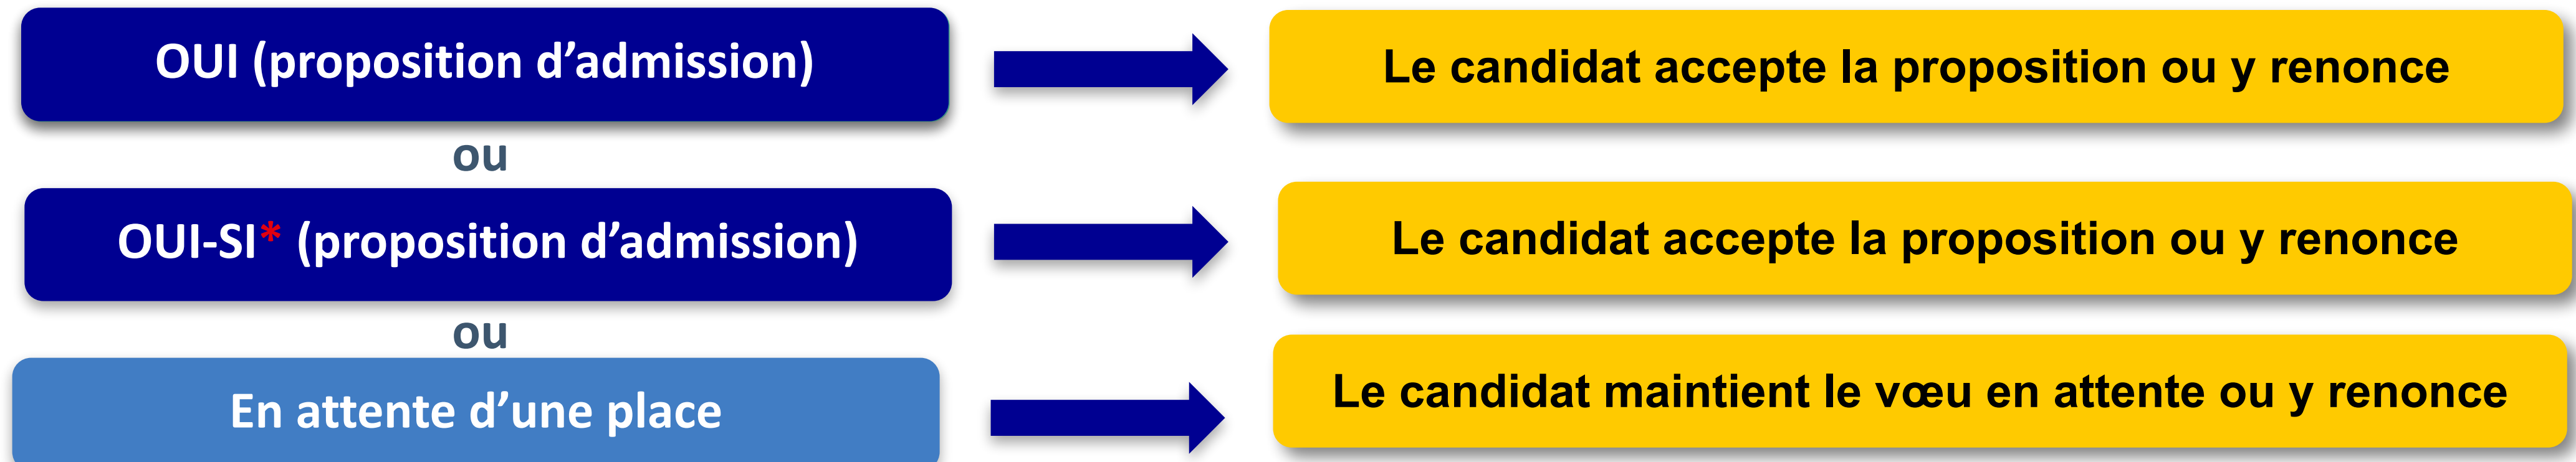 OUI (proposition d’admission)
Le candidat accepte la proposition ou y renonce
ou
OUI-SI* (proposition d’admission)
Le candidat accepte la proposition ou y renonce
ou
En attente d’une place
Le candidat maintient le vœu en attente ou y renonce